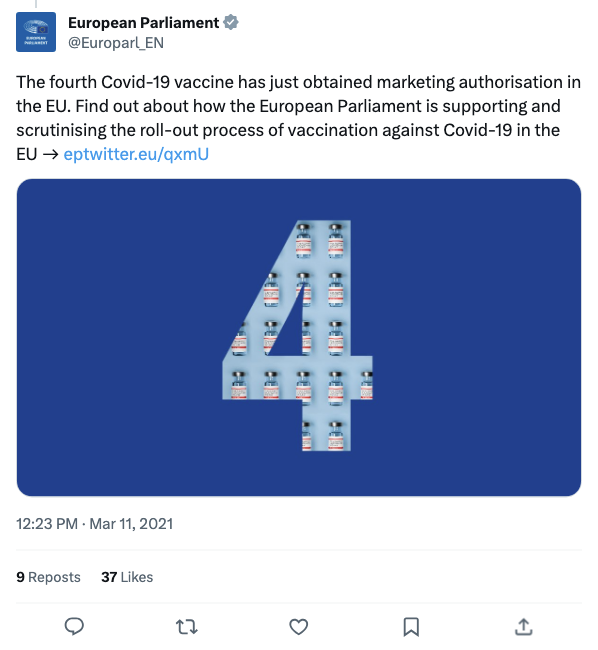 European Parliament
@Europarl_EN
The fourth Covid-19 vaccine has just obtained marketing authorisation in
the EU. Find out about how the European Parliament is supporting and
scrutinising the roll-out process of vaccination against Covid-19 in the
EU → eptwitter.eu/qxmU
4
12:23 PM · Mar 11, 2021
9 Reposts 37 Likes